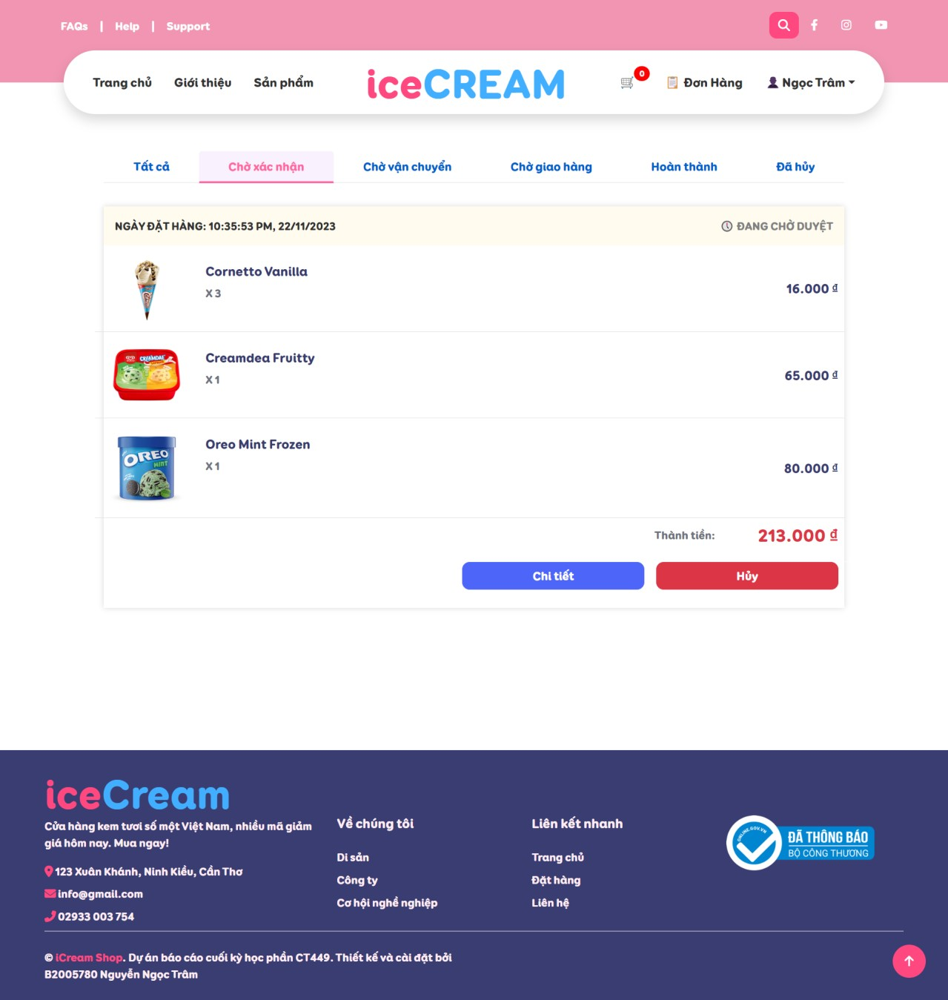 FAQs | Help | Support
Trang chủ Giới thiệu Sản phẩm iceCREAM 0 Đơn Hàng Ngọc Trâm
Tất cả Chờ xác nhận Chờ vận chuyển Chờ giao hàng Hoàn thành Đã hủy
NGÀY ĐẶT HÀNG: 10:35:53 PM, 22/11/2023 ĐANG CHỜ DUYỆT
Cornetto Vanilla
X 3
16.000 ₫
CREAMDAE
Creamdea Fruitty
X 1
65.000 ₫
OREO
MINT
Oreo Mint Frozen
X 1
80.000 ₫
Thành tiền: 213.000 ₫
Chi tiết Hủy
iceCream
Cửa hàng kem tươi số một Việt Nam, nhiều mã giảm
giá hôm nay. Mua ngay!
123 Xuân Khánh, Ninh Kiều, Cần Thơ
info@gmail.com
02933 003 754
Về chúng tôi
Di sản
Công ty
Cơ hội nghề nghiệp
Liên kết nhanh
Trang chủ
Đặt hàng
Liên hệ
ONLINE.GOV.VN
ĐÃ THÔNG BÁO
BỘ CÔNG THƯƠNG
© iCream Shop. Dự án báo cáo cuối kỳ học phần CT449. Thiết kế và cài đặt bởi
B2005780 Nguyễn Ngọc Trâm